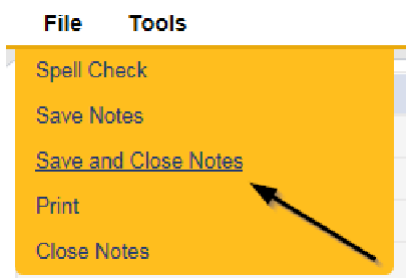 File Tools
Spell Check
Save Notes
Save and Close Notes
Print
Close Notes